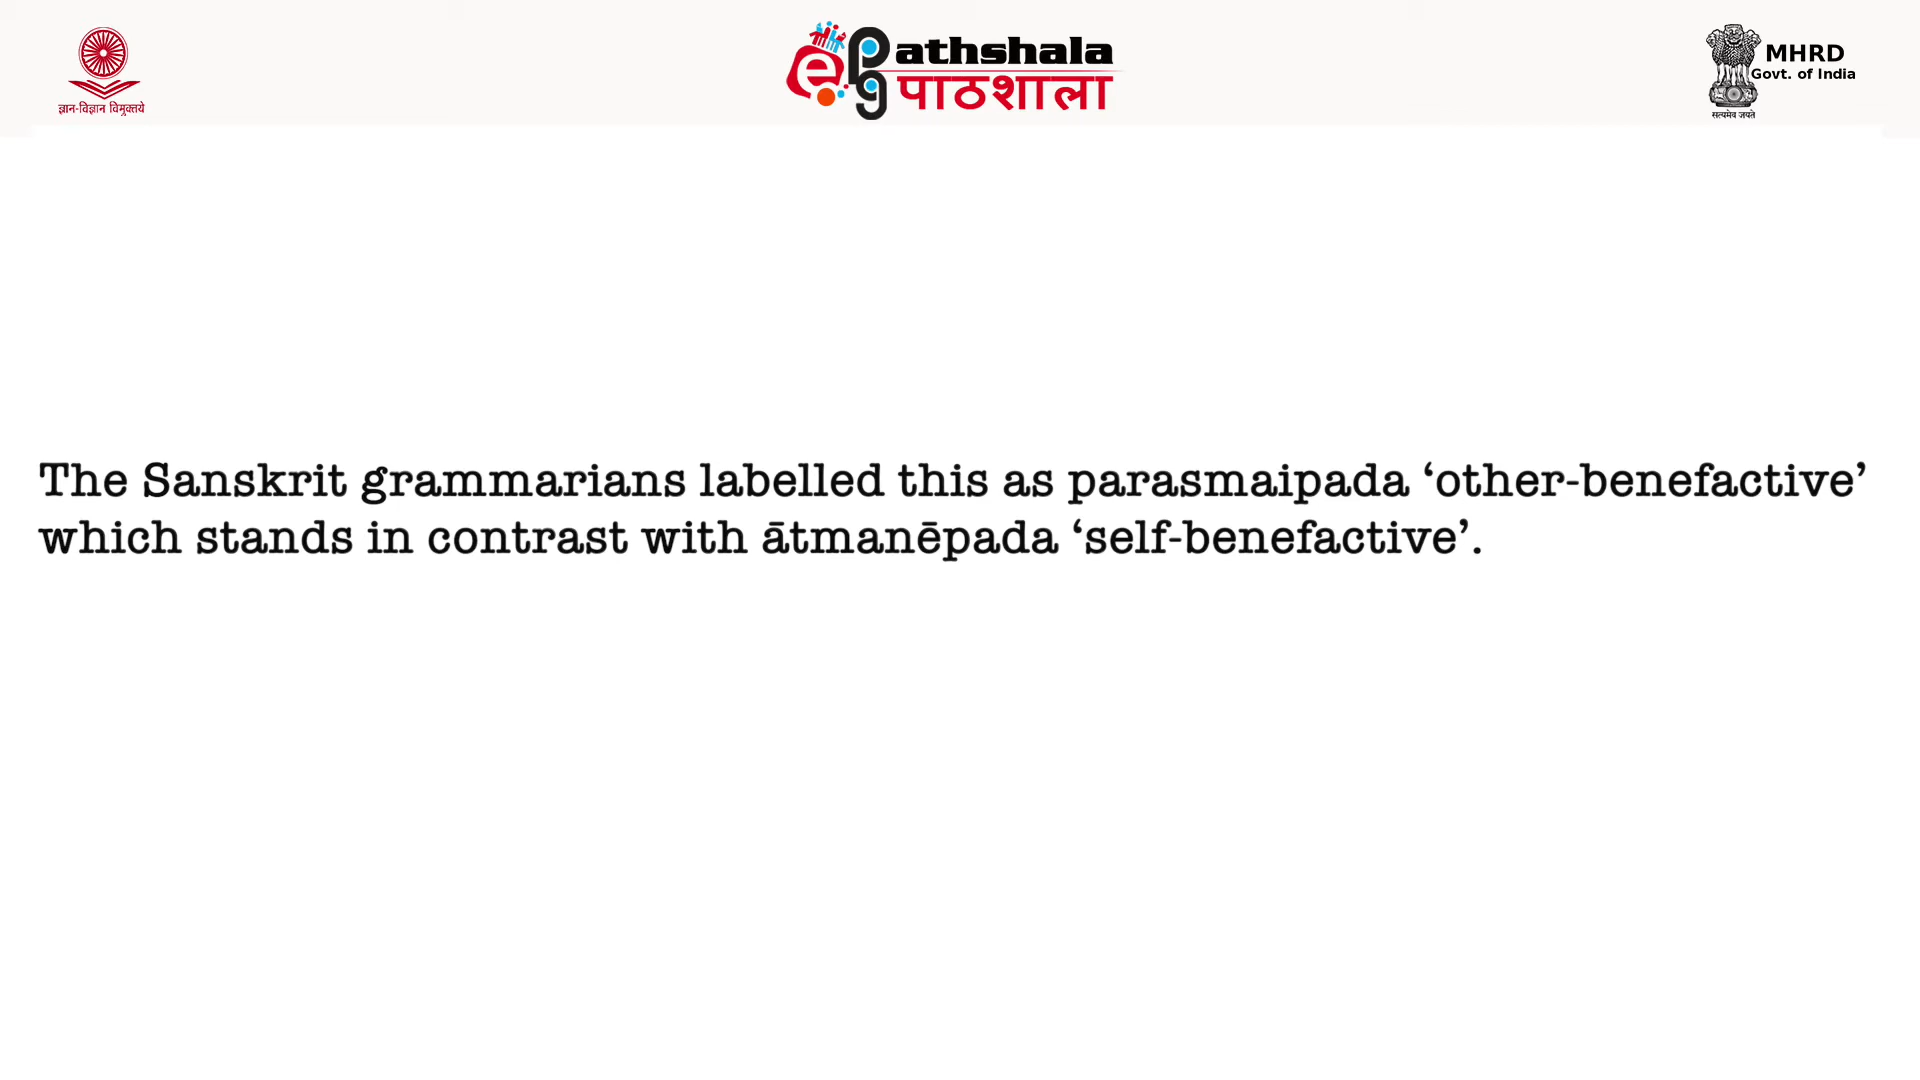 ज्ञान-विज्ञान विमुक्तये
epg athshala
पाठशाला
MHRD
Govt. of India
सत्यमेव जयते
The Sanskrit grammarians labelled this as parasmaipada ‘other-benefactive’
which stands in contrast with ātmanēpada ‘self-benefactive’.